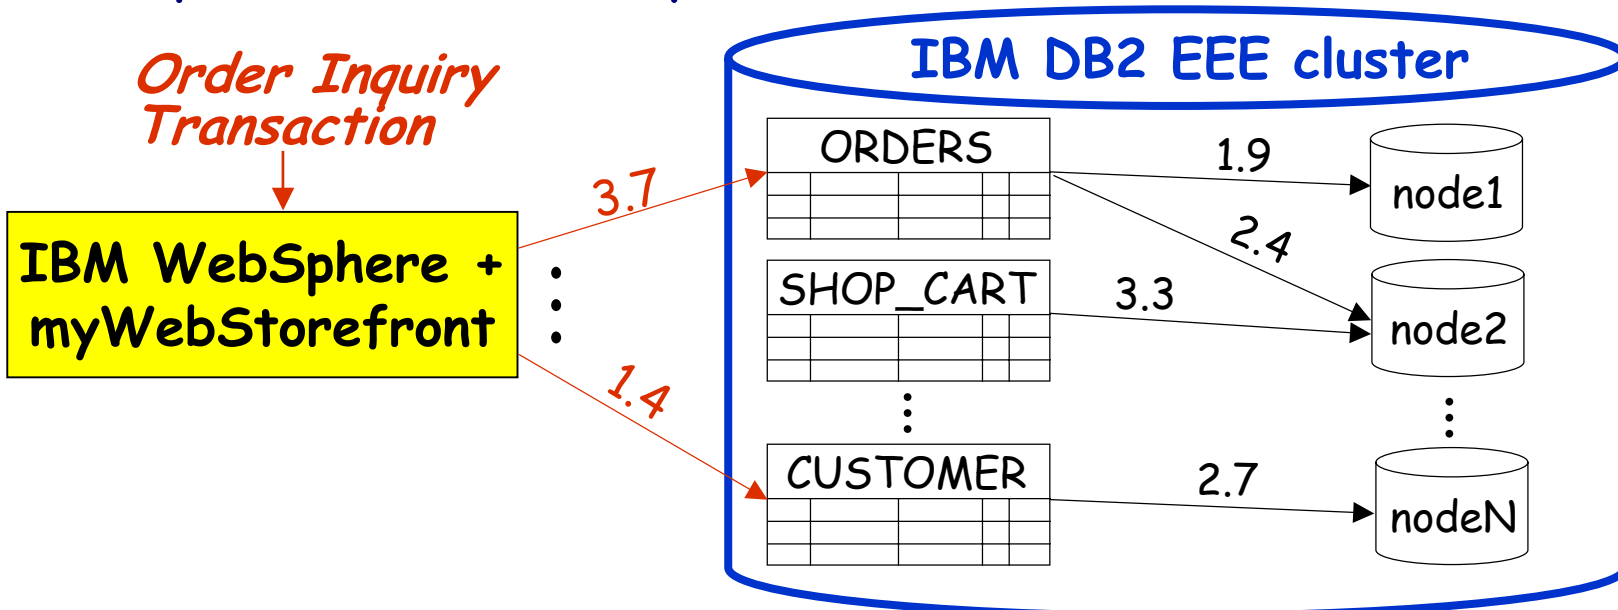 IBM DB2 EEE cluster
Order Inquiry
Transaction
ORDERS
1.9
node1
3.7
IBM WebSphere +
myWebStorefront
2.4
SHOP_CART
3.3
node2
1.4
CUSTOMER
2.7
nodeN